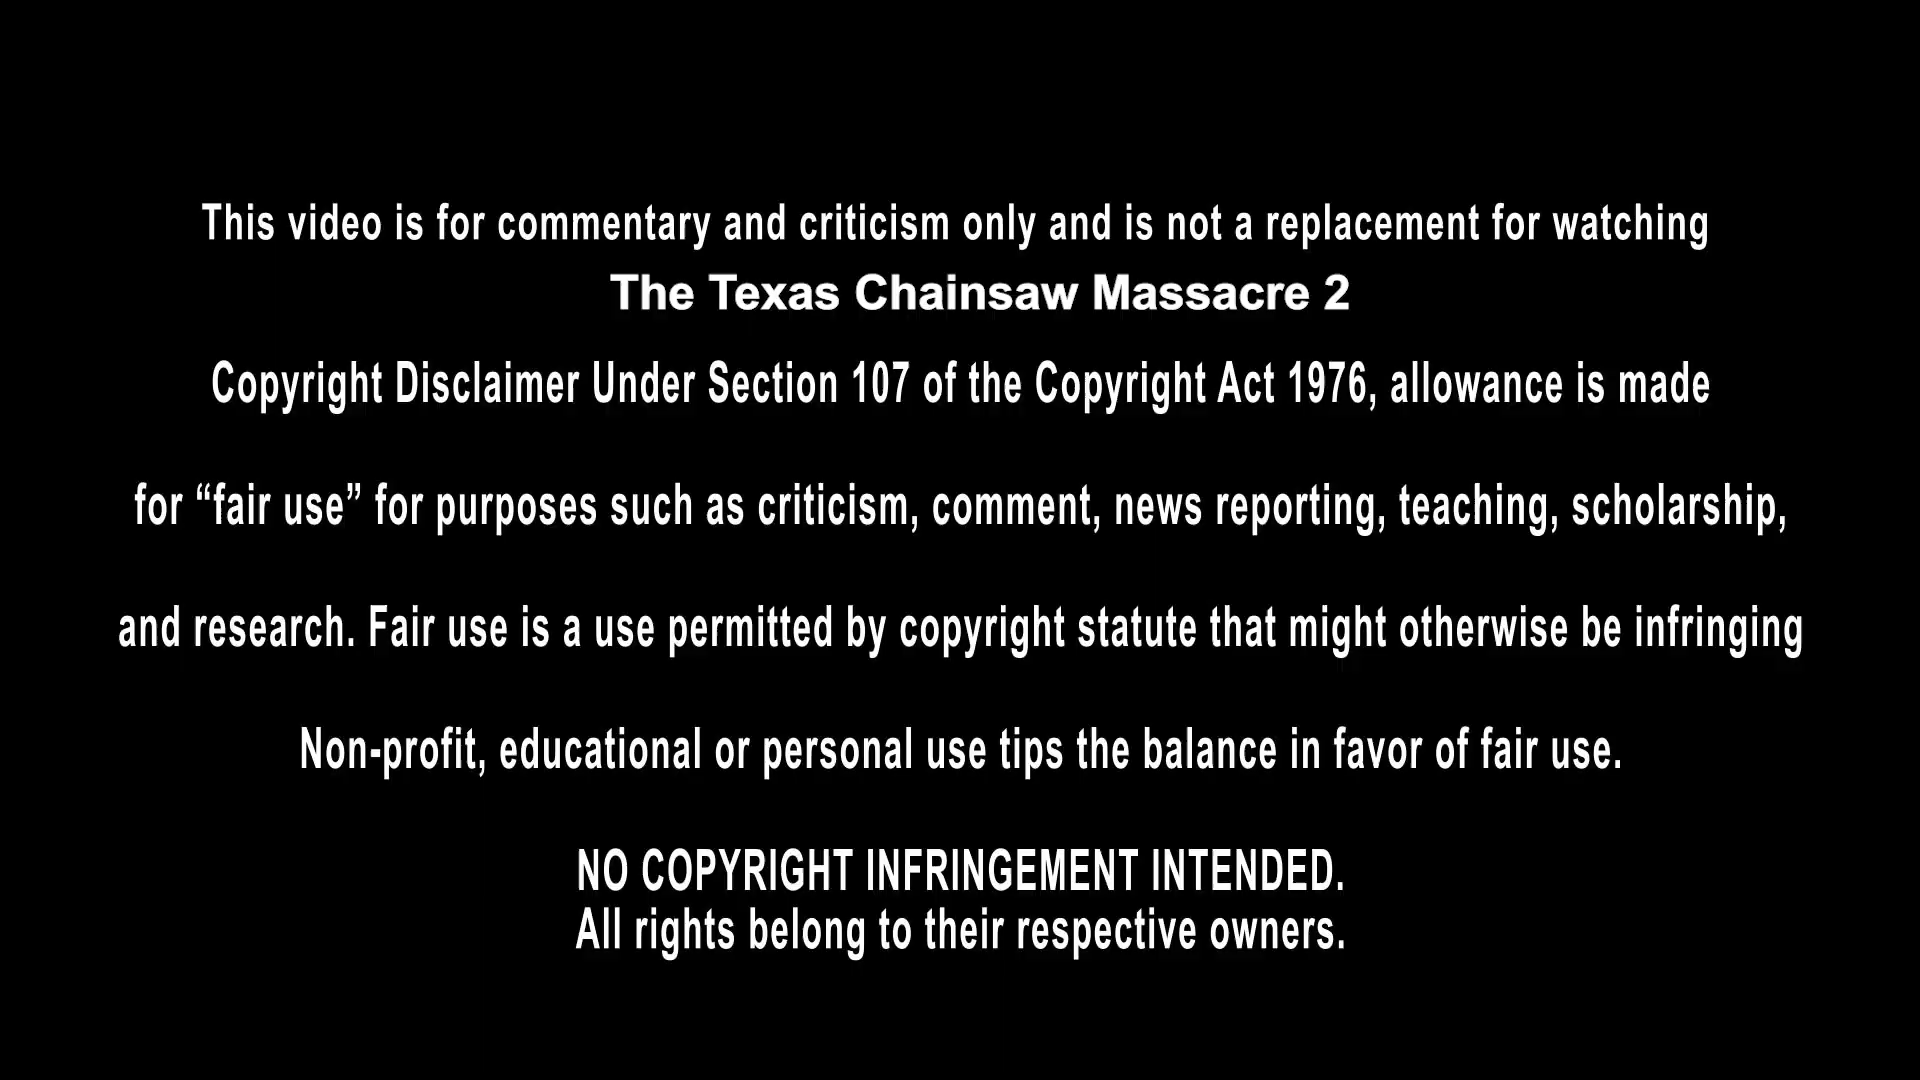 This video is for commentary and criticism only and is not a replacement for watching
The Texas Chainsaw Massacre 2
Copyright Disclaimer Under Section 107 of the Copyright Act 1976, allowance is made
for “fair use” for purposes such as criticism, comment, news reporting, teaching, scholarship,
and research. Fair use is a use permitted by copyright statute that might otherwise be infringing
Non-profit, educational or personal use tips the balance in favor of fair use.
NO COPYRIGHT INFRINGEMENT INTENDED.
All rights belong to their respective owners.